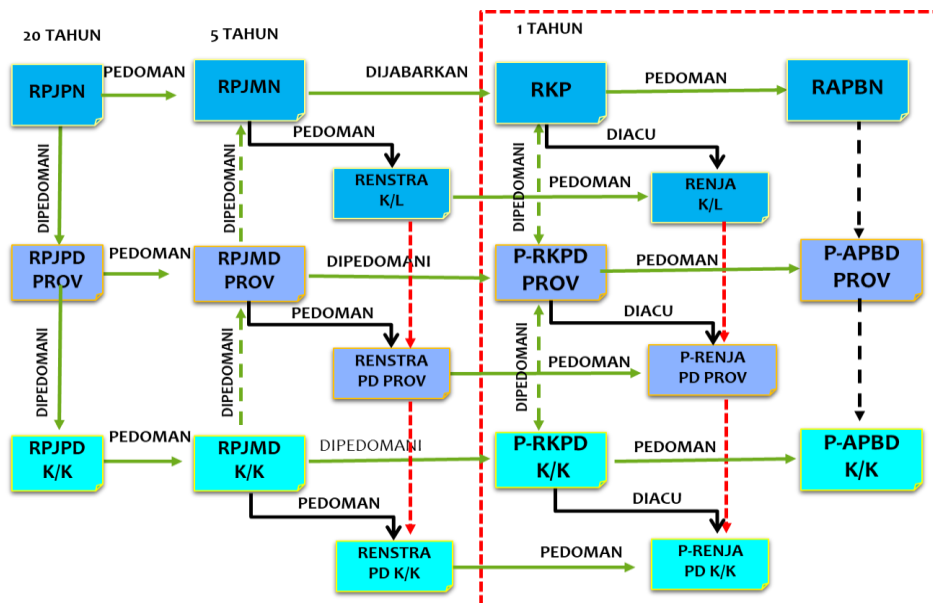 20 TAHUN
5 TAHUN
1 TAHUN
RPJPN
PEDOMAN
RPJMN
DIJABARKAN
RKP
PEDOMAN
RAPBN
DIPEDOMANI
DIPEDOMANI
PEDOMAN
DIPEDOMANI
DIACU
RENSTRA
K/L
PEDOMAN
RENJA
K/L
RPJPD
PROV
PEDOMAN
RPJMD
PROV
DIPEDOMANI
P-RKPD
PROV
PEDOMAN
P-APBD
PROV
DIPEDOMANI
DIPEDOMANI
PEDOMAN
DIPEDOMANI
DIACU
RENSTRA
PD PROV
PEDOMAN
P-RENJA
PD PROV
RPJPD
K/K
PEDOMAN
RPJMD
K/K
DIPEDOMANI
P-RKPD
K/K
PEDOMAN
P-APBD
K/K
PEDOMAN
DIACU
RENSTRA
PD K/K
PEDOMAN
P-RENJA
PD K/K